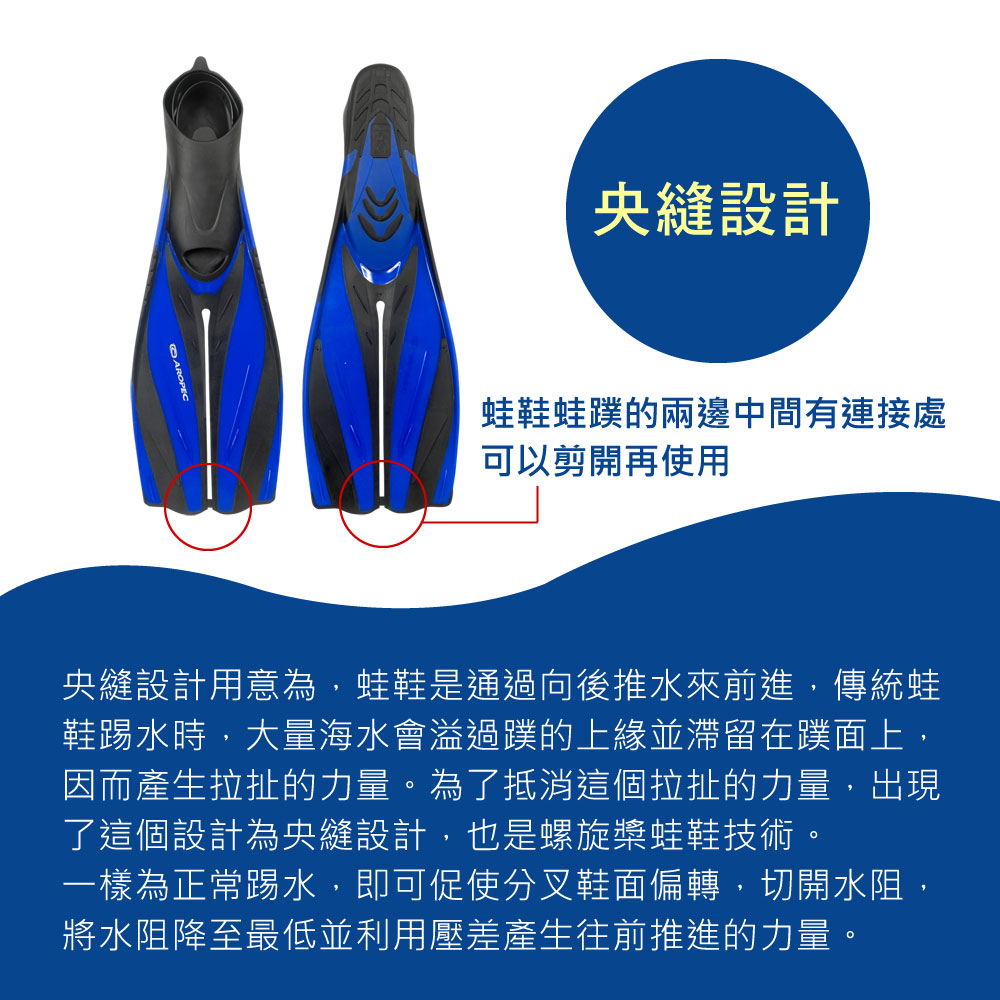 央縫設計
AROPEC
蛙鞋蛙蹼的兩邊中間有連接處
可以剪開再使用
央縫設計用意為，蛙鞋是通過向後推水來前進，傳統蛙
鞋踢水時，大量海水會溢過蹼的上緣並滯留在蹼面上，
因而產生拉扯的力量。為了抵消這個拉扯的力量，出現
了這個設計為央縫設計，也是螺旋槳蛙鞋技術。
一樣為正常踢水，即可促使分叉鞋面偏轉，切開水阻，
將水阻降至最低並利用壓差產生往前推進的力量。